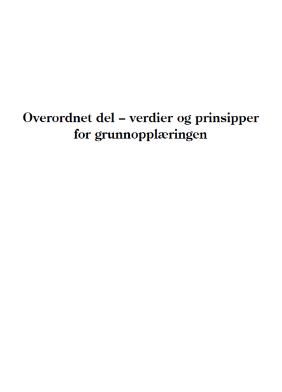 Overordnet del – verdier og prinsipper
for grunnopplæringen